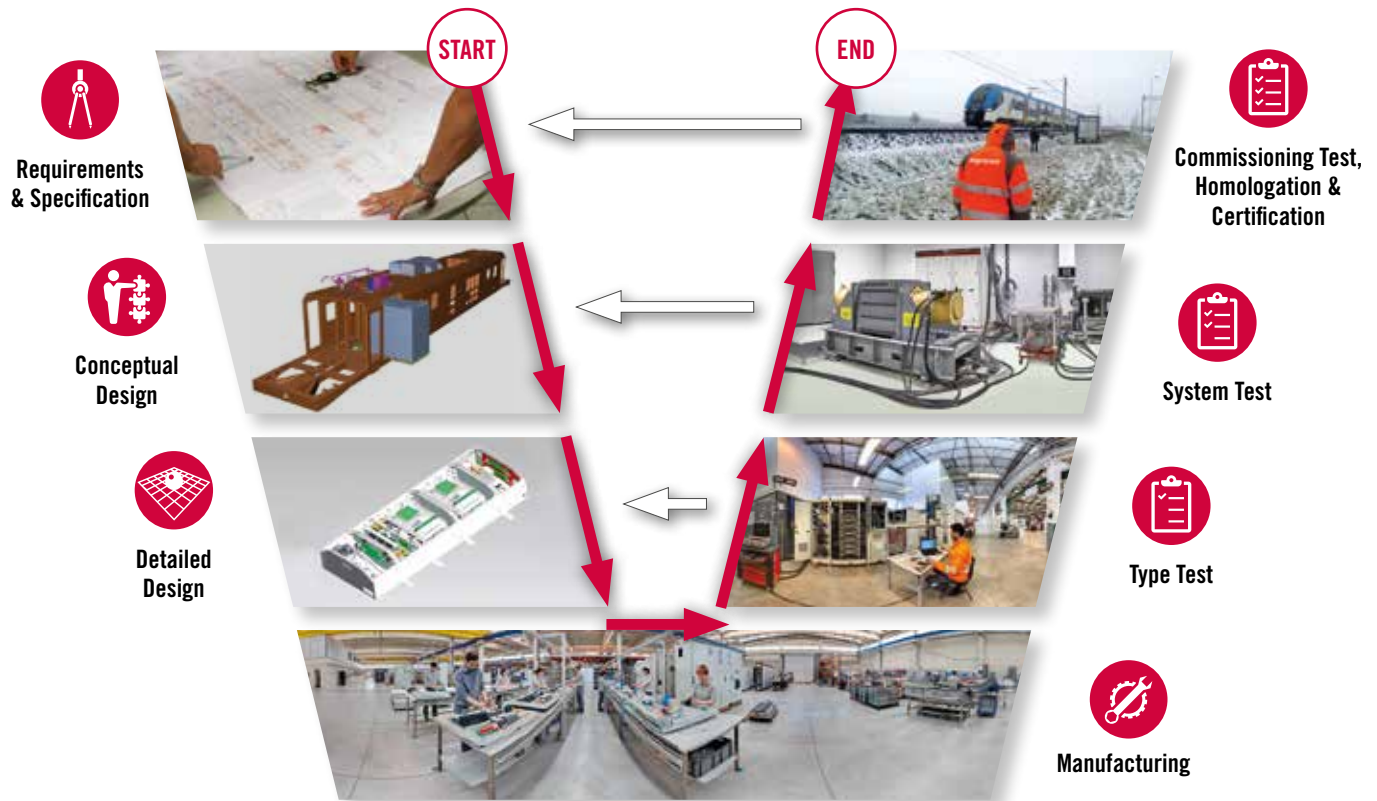 START
END
Requirements
& Specification
Commissioning Test,
Homologation &
Certification
Conceptual
Design
System Test
Detailed
Design
Type Test
Manufacturing